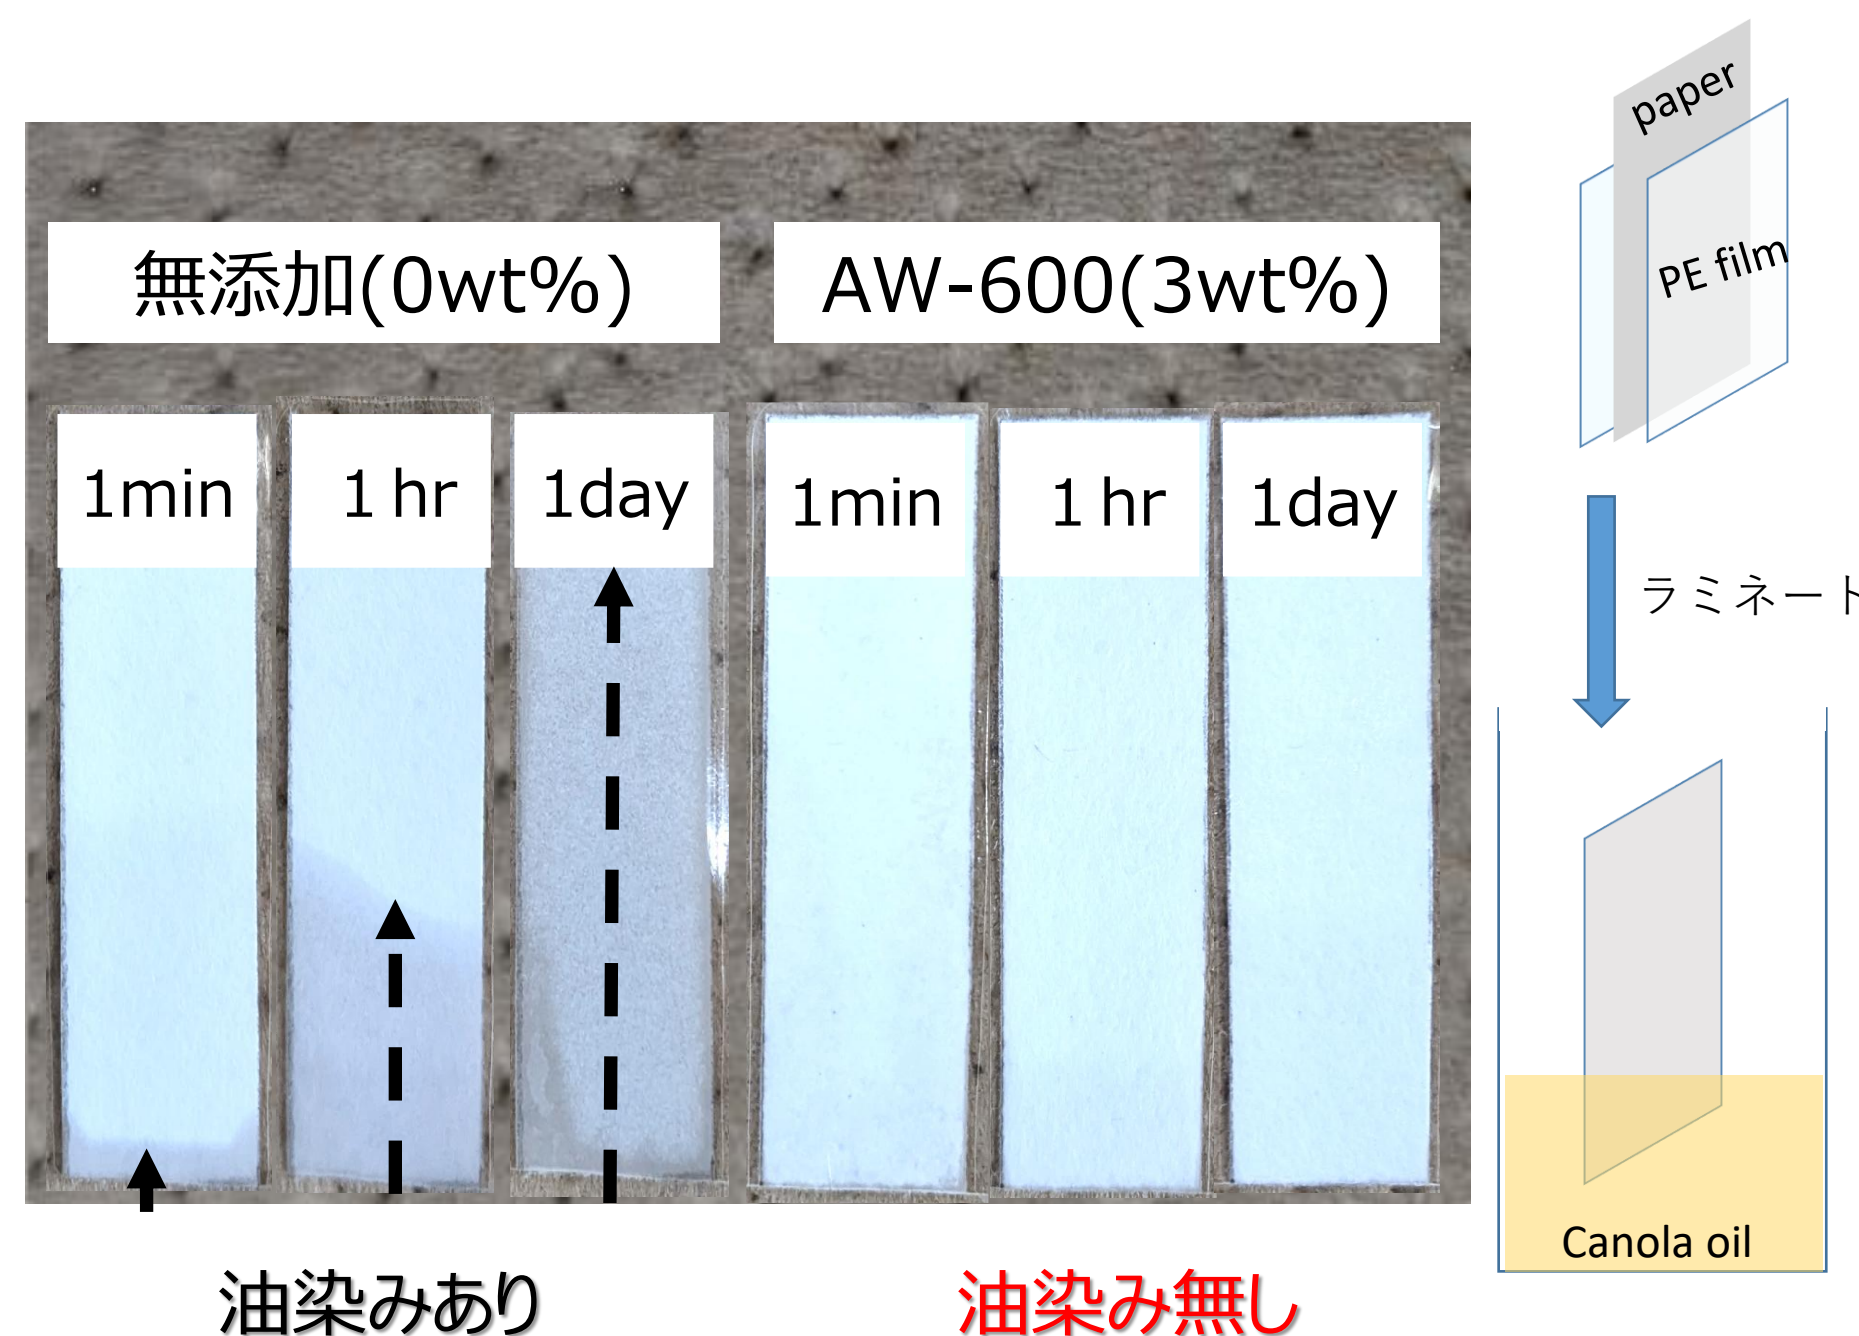 無添加(0wt%)
AW-600(3wt%)
1min
1 hr
1day
1min
1 hr
1day
油染みあり
油染み無し
paper
PE film
ラミネート
Canola oil